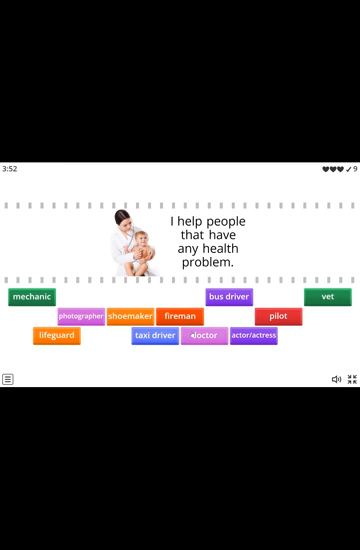 3:52
9
I help people
that have
any health
problem.
mechanic bus driver vet
photographer shoemaker fireman pilot
lifeguard taxi driver doctor actor/actress